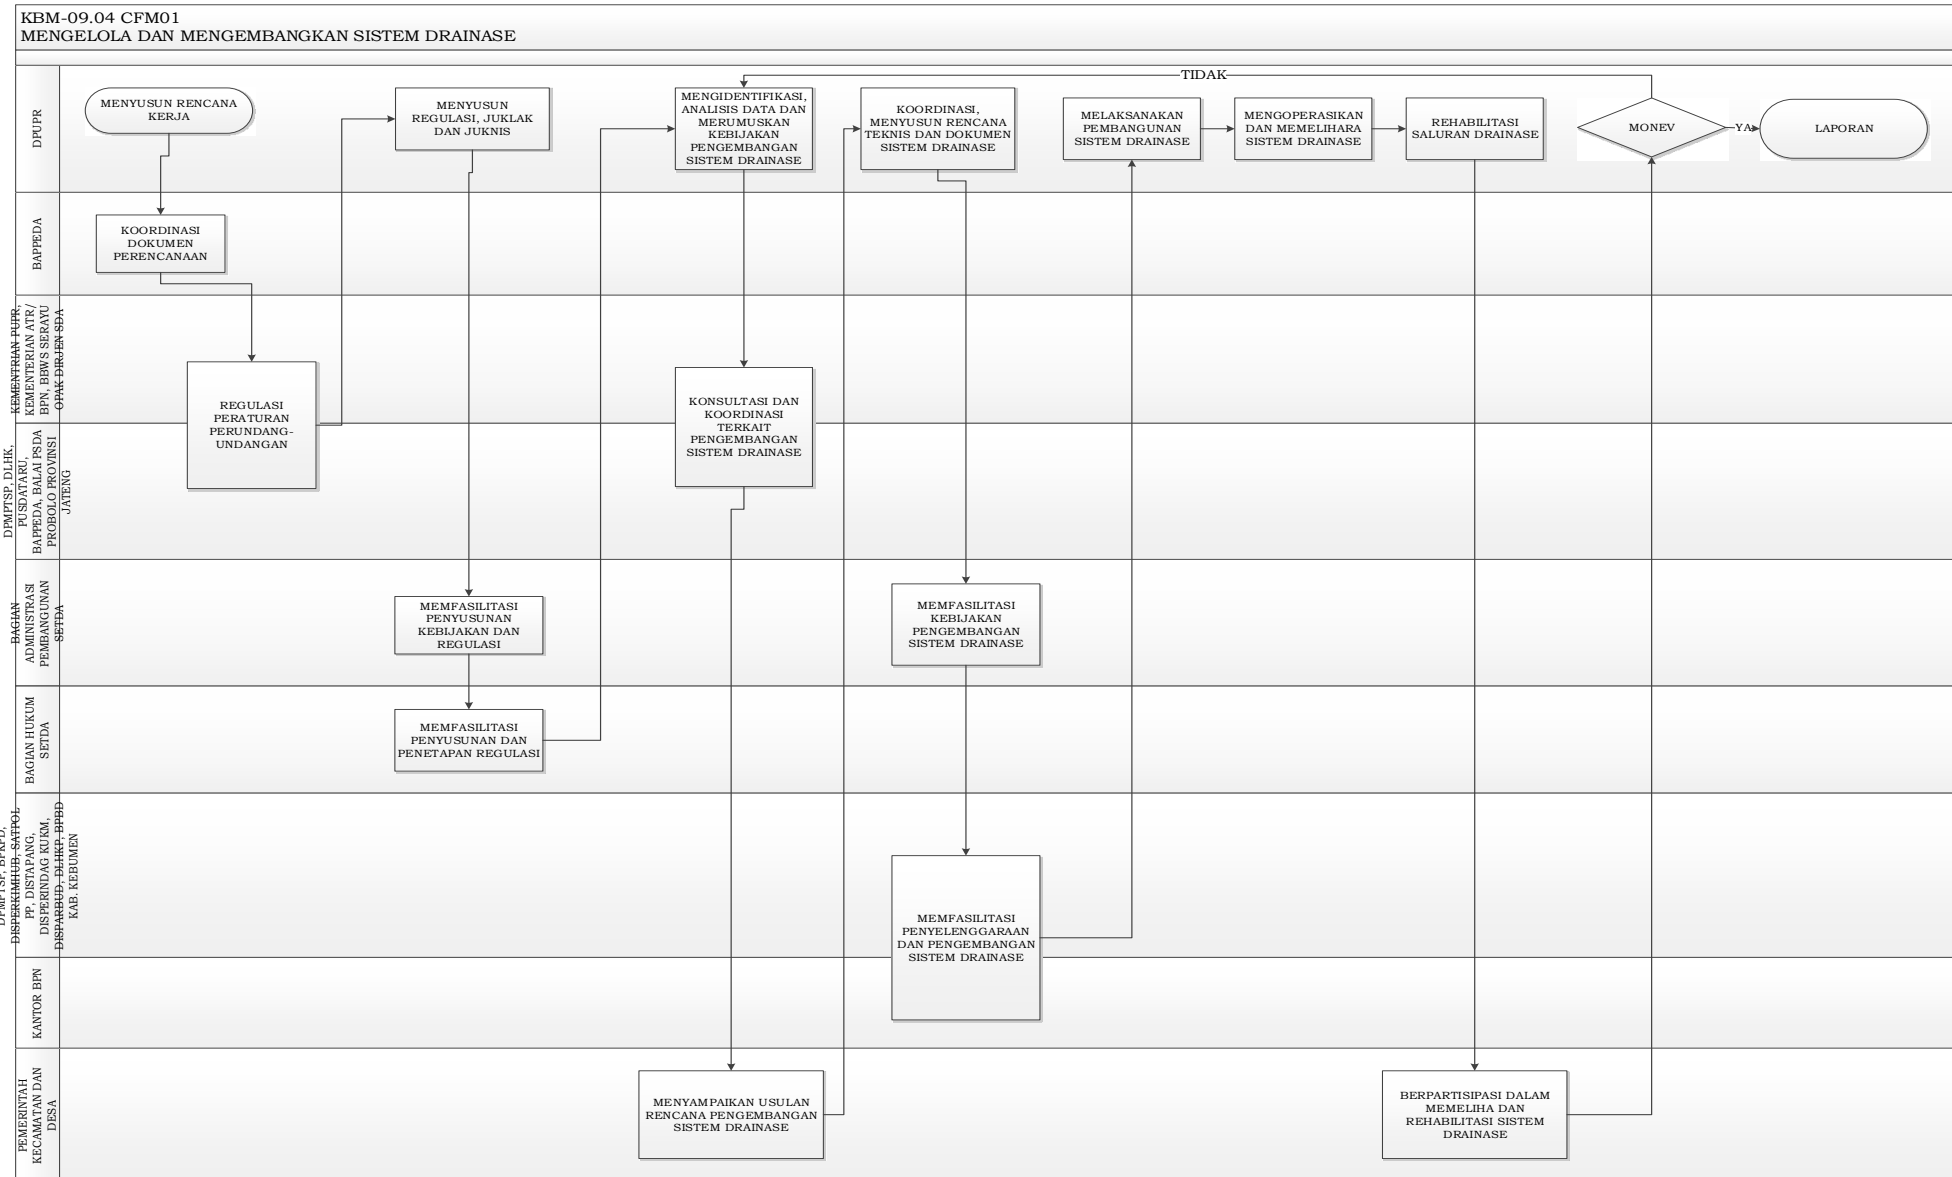 KBM-09.04 CFM01
MENGELOLA DAN MENGEMBANGKAN SISTEM DRAINASE
DPUPR
MENYUSUN RENCANA
KERJA
MENYUSUN
REGULASI, JUKLAK
DAN JUKNIS
MENGIDENTIFIKASI,
ANALISIS DATA DAN
MERUMUSKAN
KEBIJAKAN
PENGEMBANGAN
SISTEM DRAINASE
KOORDINASI,
MENYUSUN RENCANA
TEKNIS DAN DOKUMEN
SISTEM DRAINASE
MELAKSANAKAN
PEMBANGUNAN
SISTEM DRAINASE
MENGOPERASIKAN
DAN MEMELIHARA
SISTEM DRAINASE
REHABILITASI
SALURAN DRAINASE
TIDAK
MONEV
YA
LAPORAN
BAPPEDA
KOORDINASI
DOKUMEN
PERENCANAAN
KEMENTRIAN PUPR,
KEMENTERIAN ATR/
BPN, BBWS SERAYU
OPAK DIRJEN SDA
REGULASI
PERATURAN
PERUNDANG-
UNDANGAN
KONSULTASI DAN
KOORDINASI
TERKAIT
PENGEMBANGAN
SISTEM DRAINASE
DPMPTSP, DLHK,
PUSDATARU,
BAPPEDA, BALAI PSDA
PROBOLO PROVINSI
JATENG
BAGIAN
ADMINISTRASI
PEMBANGUNAN
SETDA
MEMFASILITASI
PENYUSUNAN
KEBIJAKAN DAN
REGULASI
MEMFASILITASI
KEBIJAKAN
PENGEMBANGAN
SISTEM DRAINASE
BAGIAN HUKUM
SETDA
MEMFASILITASI
PENYUSUNAN DAN
PENETAPAN REGULASI
DPMPTSP, BPKPD,
DISPERKIMHUB, SATPOL
PP, DISTAPANG,
DISPERINDAG KUKM,
DISPARBUD, DLHKP, BPBD
KAB. KEBUMEN
MEMFASILITASI
PENYELENGGARAAN
DAN PENGEMBANGAN
SISTEM DRAINASE
KANTOR BPN
PEMERINTAH
KECAMATAN DAN
DESA
MENYAMPAIKAN USULAN
RENCANA PENGEMBANGAN
SISTEM DRAINASE
BERPARTISIPASI DALAM
MEMELIHA DAN
REHABILITASI SISTEM
DRAINASE